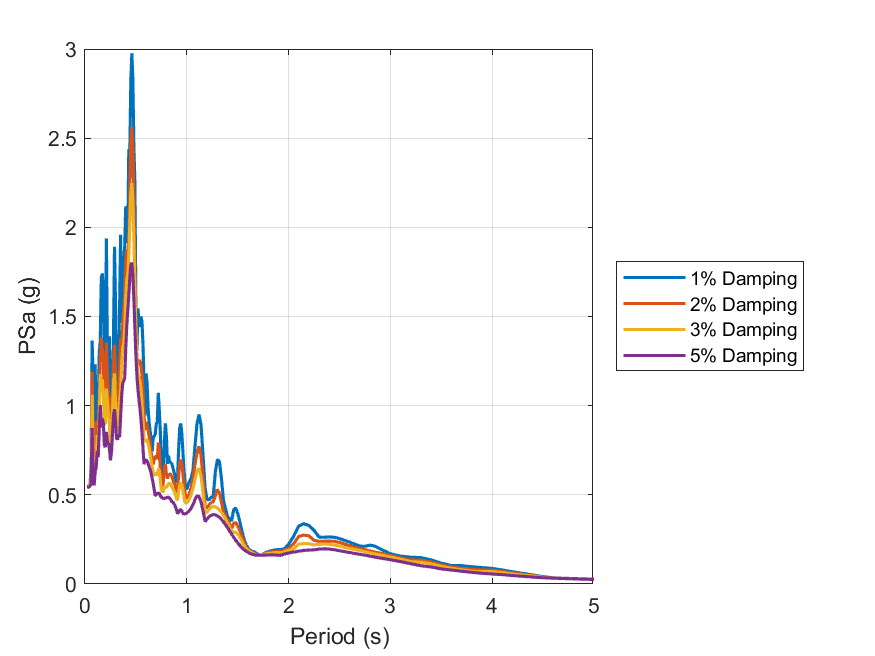 3
2.5
2
1.5
1
0.5
0
0 1 2 3 4 5
PSa (g)
Period (s)
1% Damping
2% Damping
3% Damping
5% Damping